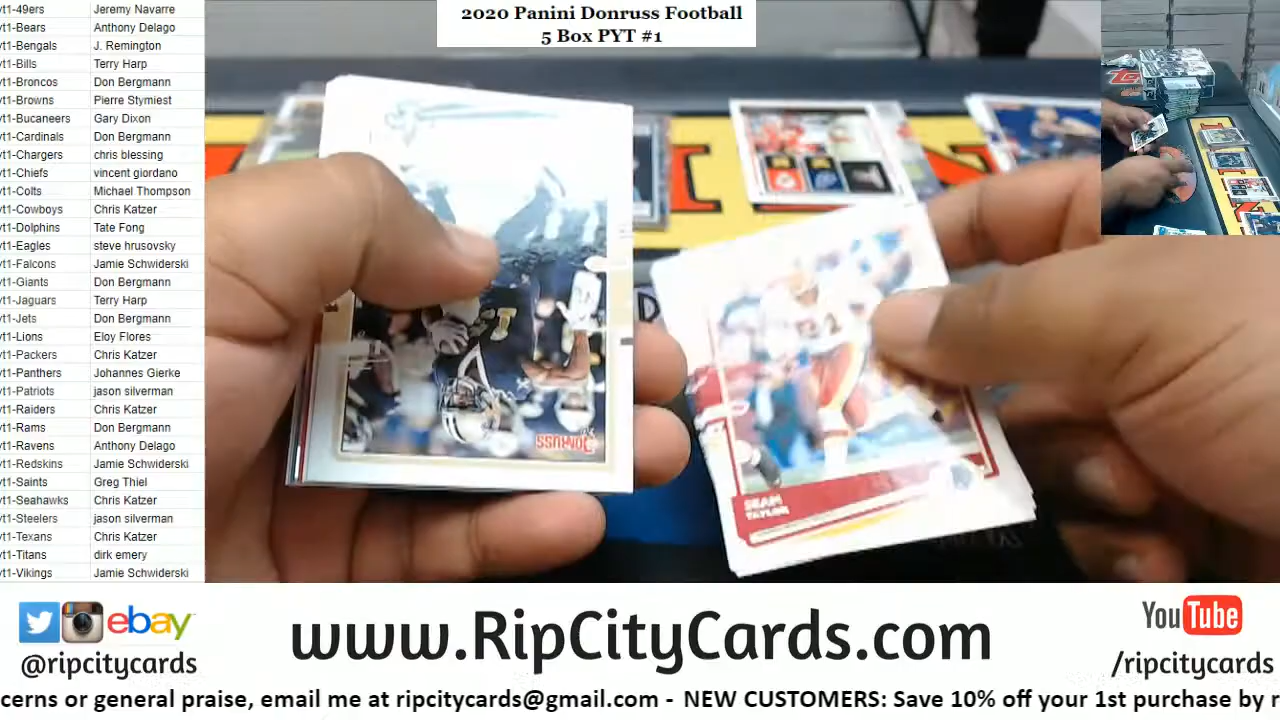 2020 Panini Donruss Football
5 Box PYT #1
yt1-49ers Jeremy Navarre
yt1-Bears Anthony Delago
yt1-Bengals J. Remington
yt1-Bills Terry Harp
yt1-Broncos Don Bergmann
yt1-Browns Pierre Stymiest
yt1-Bucaneers Gary Dixon
yt1-Cardinals Don Bergmann
yt1-Chargers chris blessing
yt1-Chiefs vincent giordano
yt1-Colts Michael Thompson
yt1-Cowboys Chris Katzer
yt1-Dolphins Tate Fong
yt1-Eagles steve hrusovsky
yt1-Falcons Jamie Schwiderski
yt1-Giants Don Bergmann
yt1-Jaguars Terry Harp
yt1-Jets Don Bergmann
yt1-Lions Eloy Flores
yt1-Packers Chris Katzer
yt1-Panthers Johannes Gierke
yt1-Patriots jason silverman
yt1-Raiders Chris Katzer
yt1-Rams Don Bergmann
yt1-Ravens Anthony Delago
yt1-Redskins Jamie Schwiderski
yt1-Saints Greg Thiel
yt1-Seahawks Chris Katzer
yt1-Steelers jason silverman
yt1-Texans Chris Katzer
yt1-Titans dirk emery
yt1-Vikings Jamie Schwiderski
DONRUSS
SEAN
TAYLOR
ebay
@ripcitycards
www.RipCityCards.com
YouTube
/ripcitycards
cerns or general praise, email me at ripcitycards@gmail.com - NEW CUSTOMERS: Save 10% off your 1st purchase by r